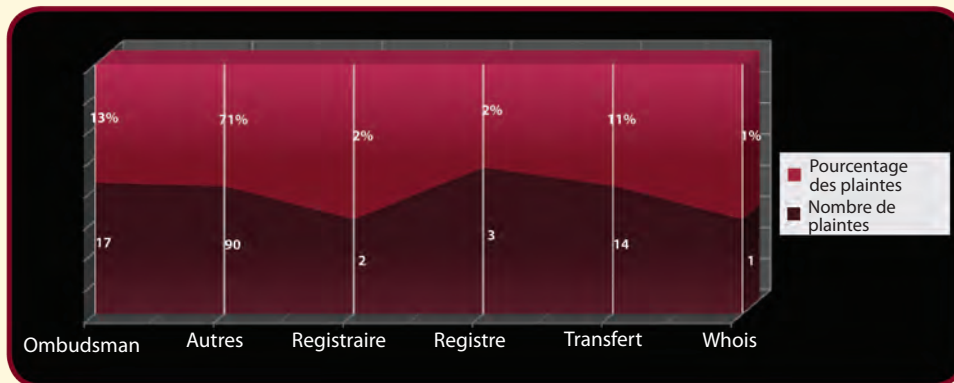 13%
71%
2%
2%
11%
1%
17
90
2
3
14
1
Ombudsman
Autres
Registraire
Registre
Transfert
Whois
Pourcentage
des plaintes
Nombre de
plaintes